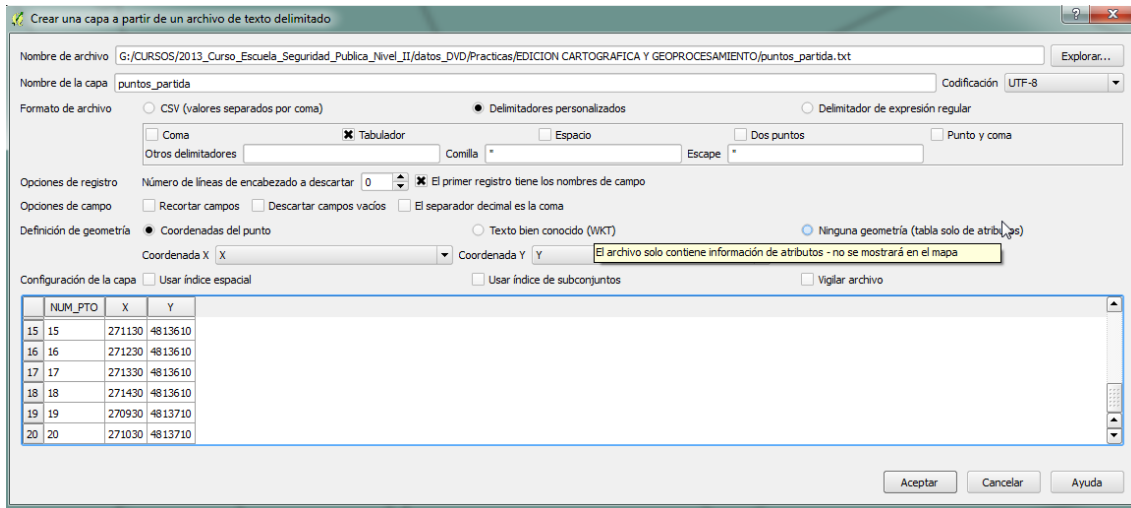 Crear una capa a partir de un archivo de texto delimitado
Nombre de archivo G:/CURSOS/2013_Curso_Escuela_Seguridad_Publica_Nivel_II/datos_DVD/Practicas/EDICION CARTOGRAFICA Y GEOPROCESAMIENTO/puntos_partida.txt Explorar...
Nombre de la capa puntos_partida Codificación UTF-8
Formato de archivo CSV (valores separados por coma) Delimitadores personalizados Delimitador de expresión regular
Coma Tabulador Espacio Dos puntos Punto y coma
Otros delimitadores Comilla " Escape "
Opciones de registro Número de líneas de encabezado a descartar 0 El primer registro tiene los nombres de campo
Opciones de campo Recortar campos Descartar campos vacíos El separador decimal es la coma
Definición de geometría Coordenadas del punto Texto bien conocido (WKT) Ninguna geometría (tabla solo de atributos)
Coordenada X X Coordenada Y Y El archivo solo contiene información de atributos - no se mostrará en el mapa
Configuración de la capa Usar índice espacial Usar índice de subconjuntos Vigilar archivo
NUM_PTO X Y
15 15 271130 4813610
16 16 271230 4813610
17 17 271330 4813610
18 18 271430 4813610
19 19 270930 4813710
20 20 271030 4813710
Aceptar Cancelar Ayuda